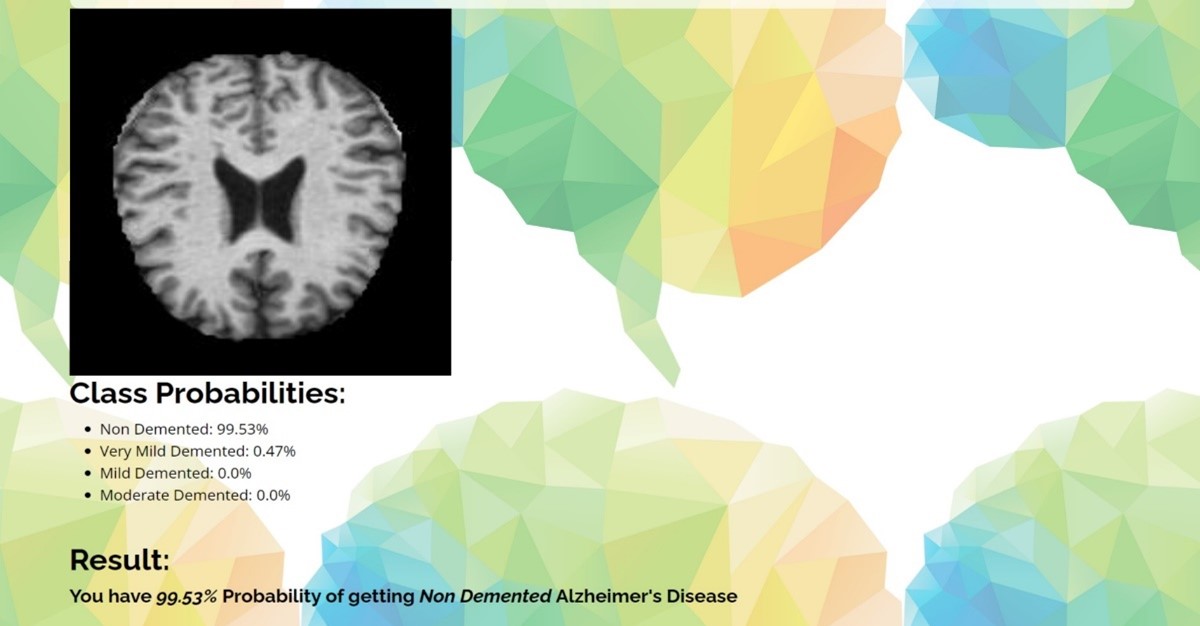 Class Probabilities:
• Non Demented: 99.53%
• Very Mild Demented: 0.47%
• Mild Demented: 0.0%
• Moderate Demented: 0.0%
Result:
You have 99.53% Probability of getting Non Demented Alzheimer's Disease